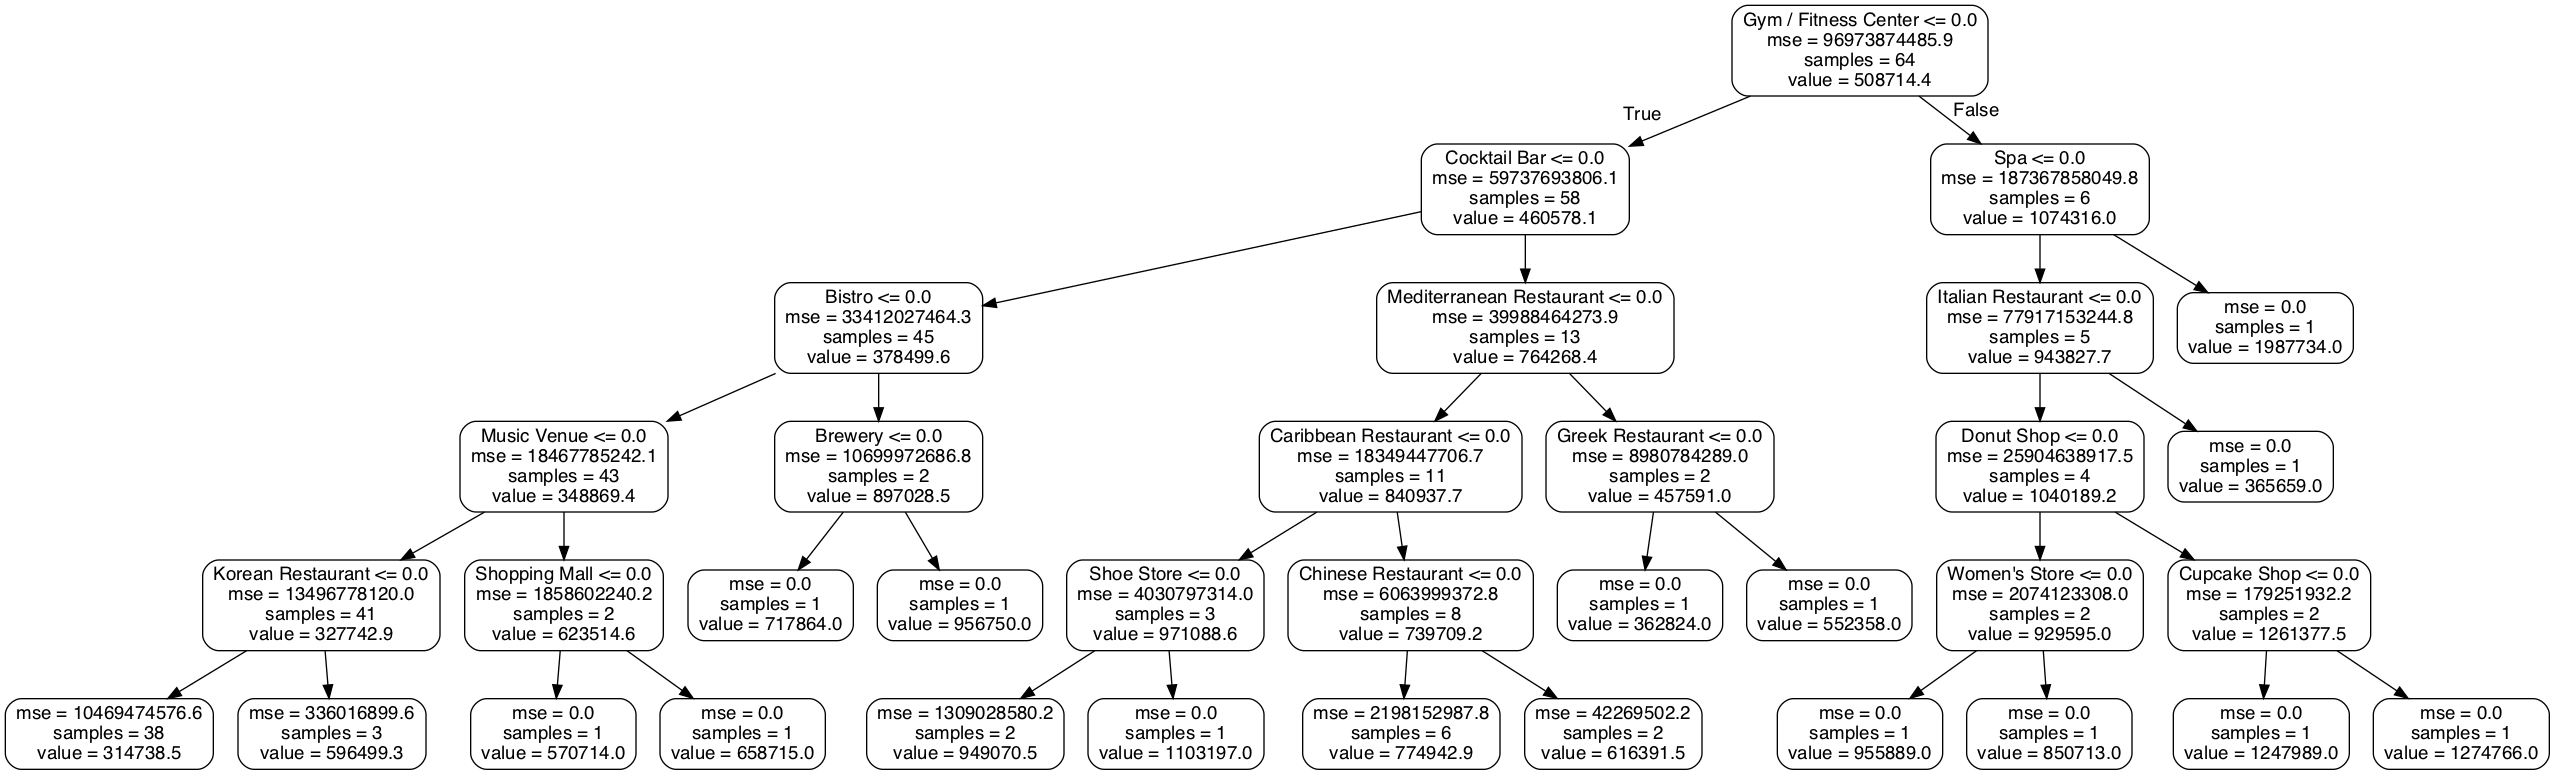 Gym / Fitness Center <= 0.0
mse = 96973874485.9
samples = 64
value = 508714.4
True
False
Cocktail Bar <= 0.0
mse = 59737693806.1
samples = 58
value = 460578.1
Spa <= 0.0
mse = 187367858049.8
samples = 6
value = 1074316.0
Bistro <= 0.0
mse = 33412027464.3
samples = 45
value = 378499.6
Mediterranean Restaurant <= 0.0
mse = 39988464273.9
samples = 13
value = 764268.4
Italian Restaurant <= 0.0
mse = 77917153244.8
samples = 5
value = 943827.7
mse = 0.0
samples = 1
value = 1987734.0
Music Venue <= 0.0
mse = 18467785242.1
samples = 43
value = 348869.4
Brewery <= 0.0
mse = 10699972686.8
samples = 2
value = 897028.5
Caribbean Restaurant <= 0.0
mse = 18349447706.7
samples = 11
value = 840937.7
Greek Restaurant <= 0.0
mse = 8980784289.0
samples = 2
value = 457591.0
Donut Shop <= 0.0
mse = 25904638917.5
samples = 4
value = 1040189.2
mse = 0.0
samples = 1
value = 365659.0
Korean Restaurant <= 0.0
mse = 13496778120.0
samples = 41
value = 327742.9
Shopping Mall <= 0.0
mse = 1858602240.2
samples = 2
value = 623514.6
mse = 0.0
samples = 1
value = 717864.0
mse = 0.0
samples = 1
value = 956750.0
Shoe Store <= 0.0
mse = 4030797314.0
samples = 3
value = 971088.6
Chinese Restaurant <= 0.0
mse = 6063999372.8
samples = 8
value = 739709.2
mse = 0.0
samples = 1
value = 362824.0
mse = 0.0
samples = 1
value = 552358.0
Women's Store <= 0.0
mse = 2074123308.0
samples = 2
value = 929595.0
Cupcake Shop <= 0.0
mse = 179251932.2
samples = 2
value = 1261377.5
mse = 10469474576.6
samples = 38
value = 314738.5
mse = 336016899.6
samples = 3
value = 596499.3
mse = 0.0
samples = 1
value = 570714.0
mse = 0.0
samples = 1
value = 658715.0
mse = 1309028580.2
samples = 2
value = 949070.5
mse = 0.0
samples = 1
value = 1103197.0
mse = 2198152987.8
samples = 6
value = 774942.9
mse = 42269502.2
samples = 2
value = 616391.5
mse = 0.0
samples = 1
value = 955889.0
mse = 0.0
samples = 1
value = 850713.0
mse = 0.0
samples = 1
value = 1247989.0
mse = 0.0
samples = 1
value = 1274766.0